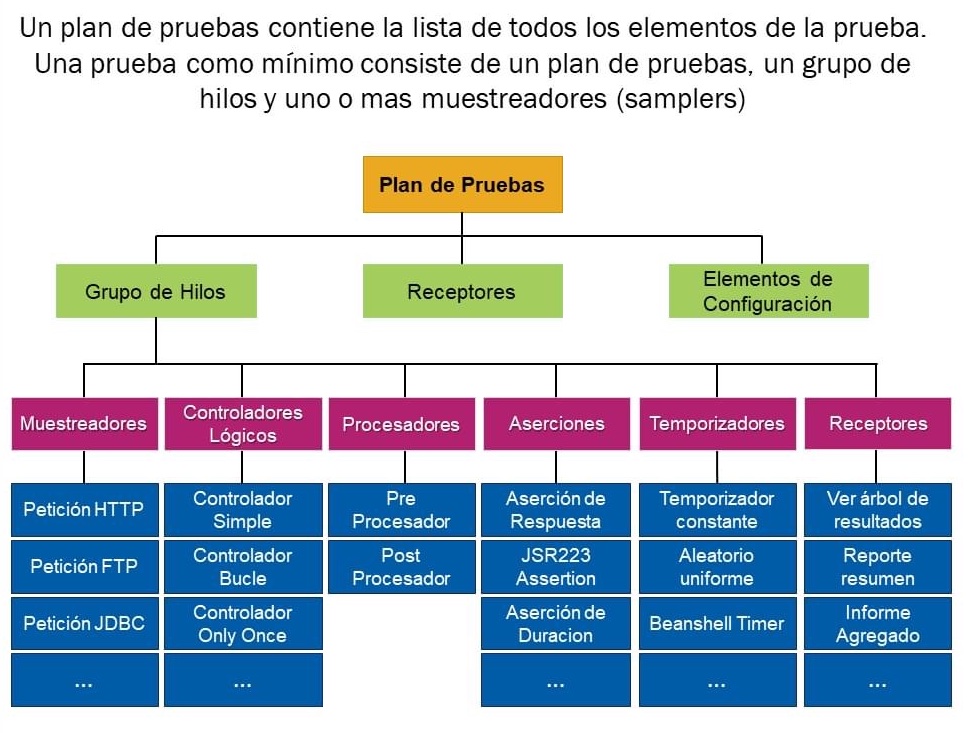 Un plan de pruebas contiene la lista de todos los elementos de la prueba.
Una prueba como mínimo consiste de un plan de pruebas, un grupo de
hilos y uno o mas muestreadores (samplers)
Plan de Pruebas
Grupo de Hilos
Receptores
Elementos de
Configuración
Muestreadores
Controladores
Lógicos
Procesadores
Aserciones
Temporizadores
Receptores
Petición HTTP
Controlador
Simple
Pre
Procesador
Aserción de
Respuesta
Temporizador
constante
Ver árbol de
resultados
Petición FTP
Controlador
Bucle
Post
Procesador
JSR223
Assertion
Aleatorio
uniforme
Reporte
resumen
Petición JDBC
Controlador
Only Once
Aserción de
Duracion
Beanshell Timer
Informe
Agregado
...
...
...
...
...